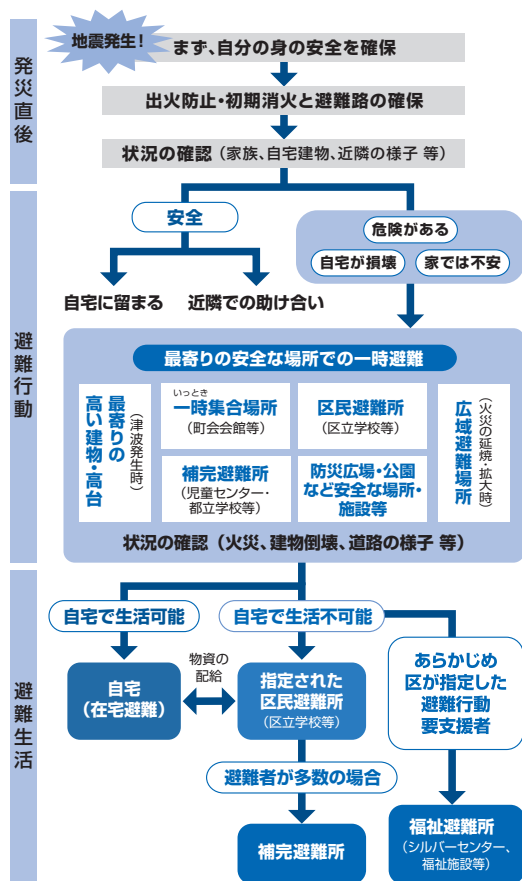 発災直後
地震発生！
まず、自分の身の安全を確保
出火防止・初期消火と避難路の確保
状況の確認（家族、自宅建物、近隣の様子 等）
避難行動
安全
危険がある
自宅が損壊
家では不安
自宅に留まる
近隣での助け合い
最寄りの安全な場所での一時避難
最寄りの
高い建物・高台
（津波発生時）
いっとき
一時集合場所
（町会会館等）
区民避難所
（区立学校等）
補完避難所
（児童センター・
都立学校等）
防災広場・公園
など安全な場所・
施設等
広域避難場所
（火災の延焼・拡大時）
状況の確認（火災、建物倒壊、道路の様子 等）
避難生活
自宅で生活可能
自宅で生活不可能
自宅
（在宅避難）
物資の
配給
指定された
区民避難所
（区立学校等）
あらかじめ
区が指定した
避難行動
要支援者
避難者が多数の場合
補完避難所
福祉避難所
（シルバーセンター、
福祉施設等）